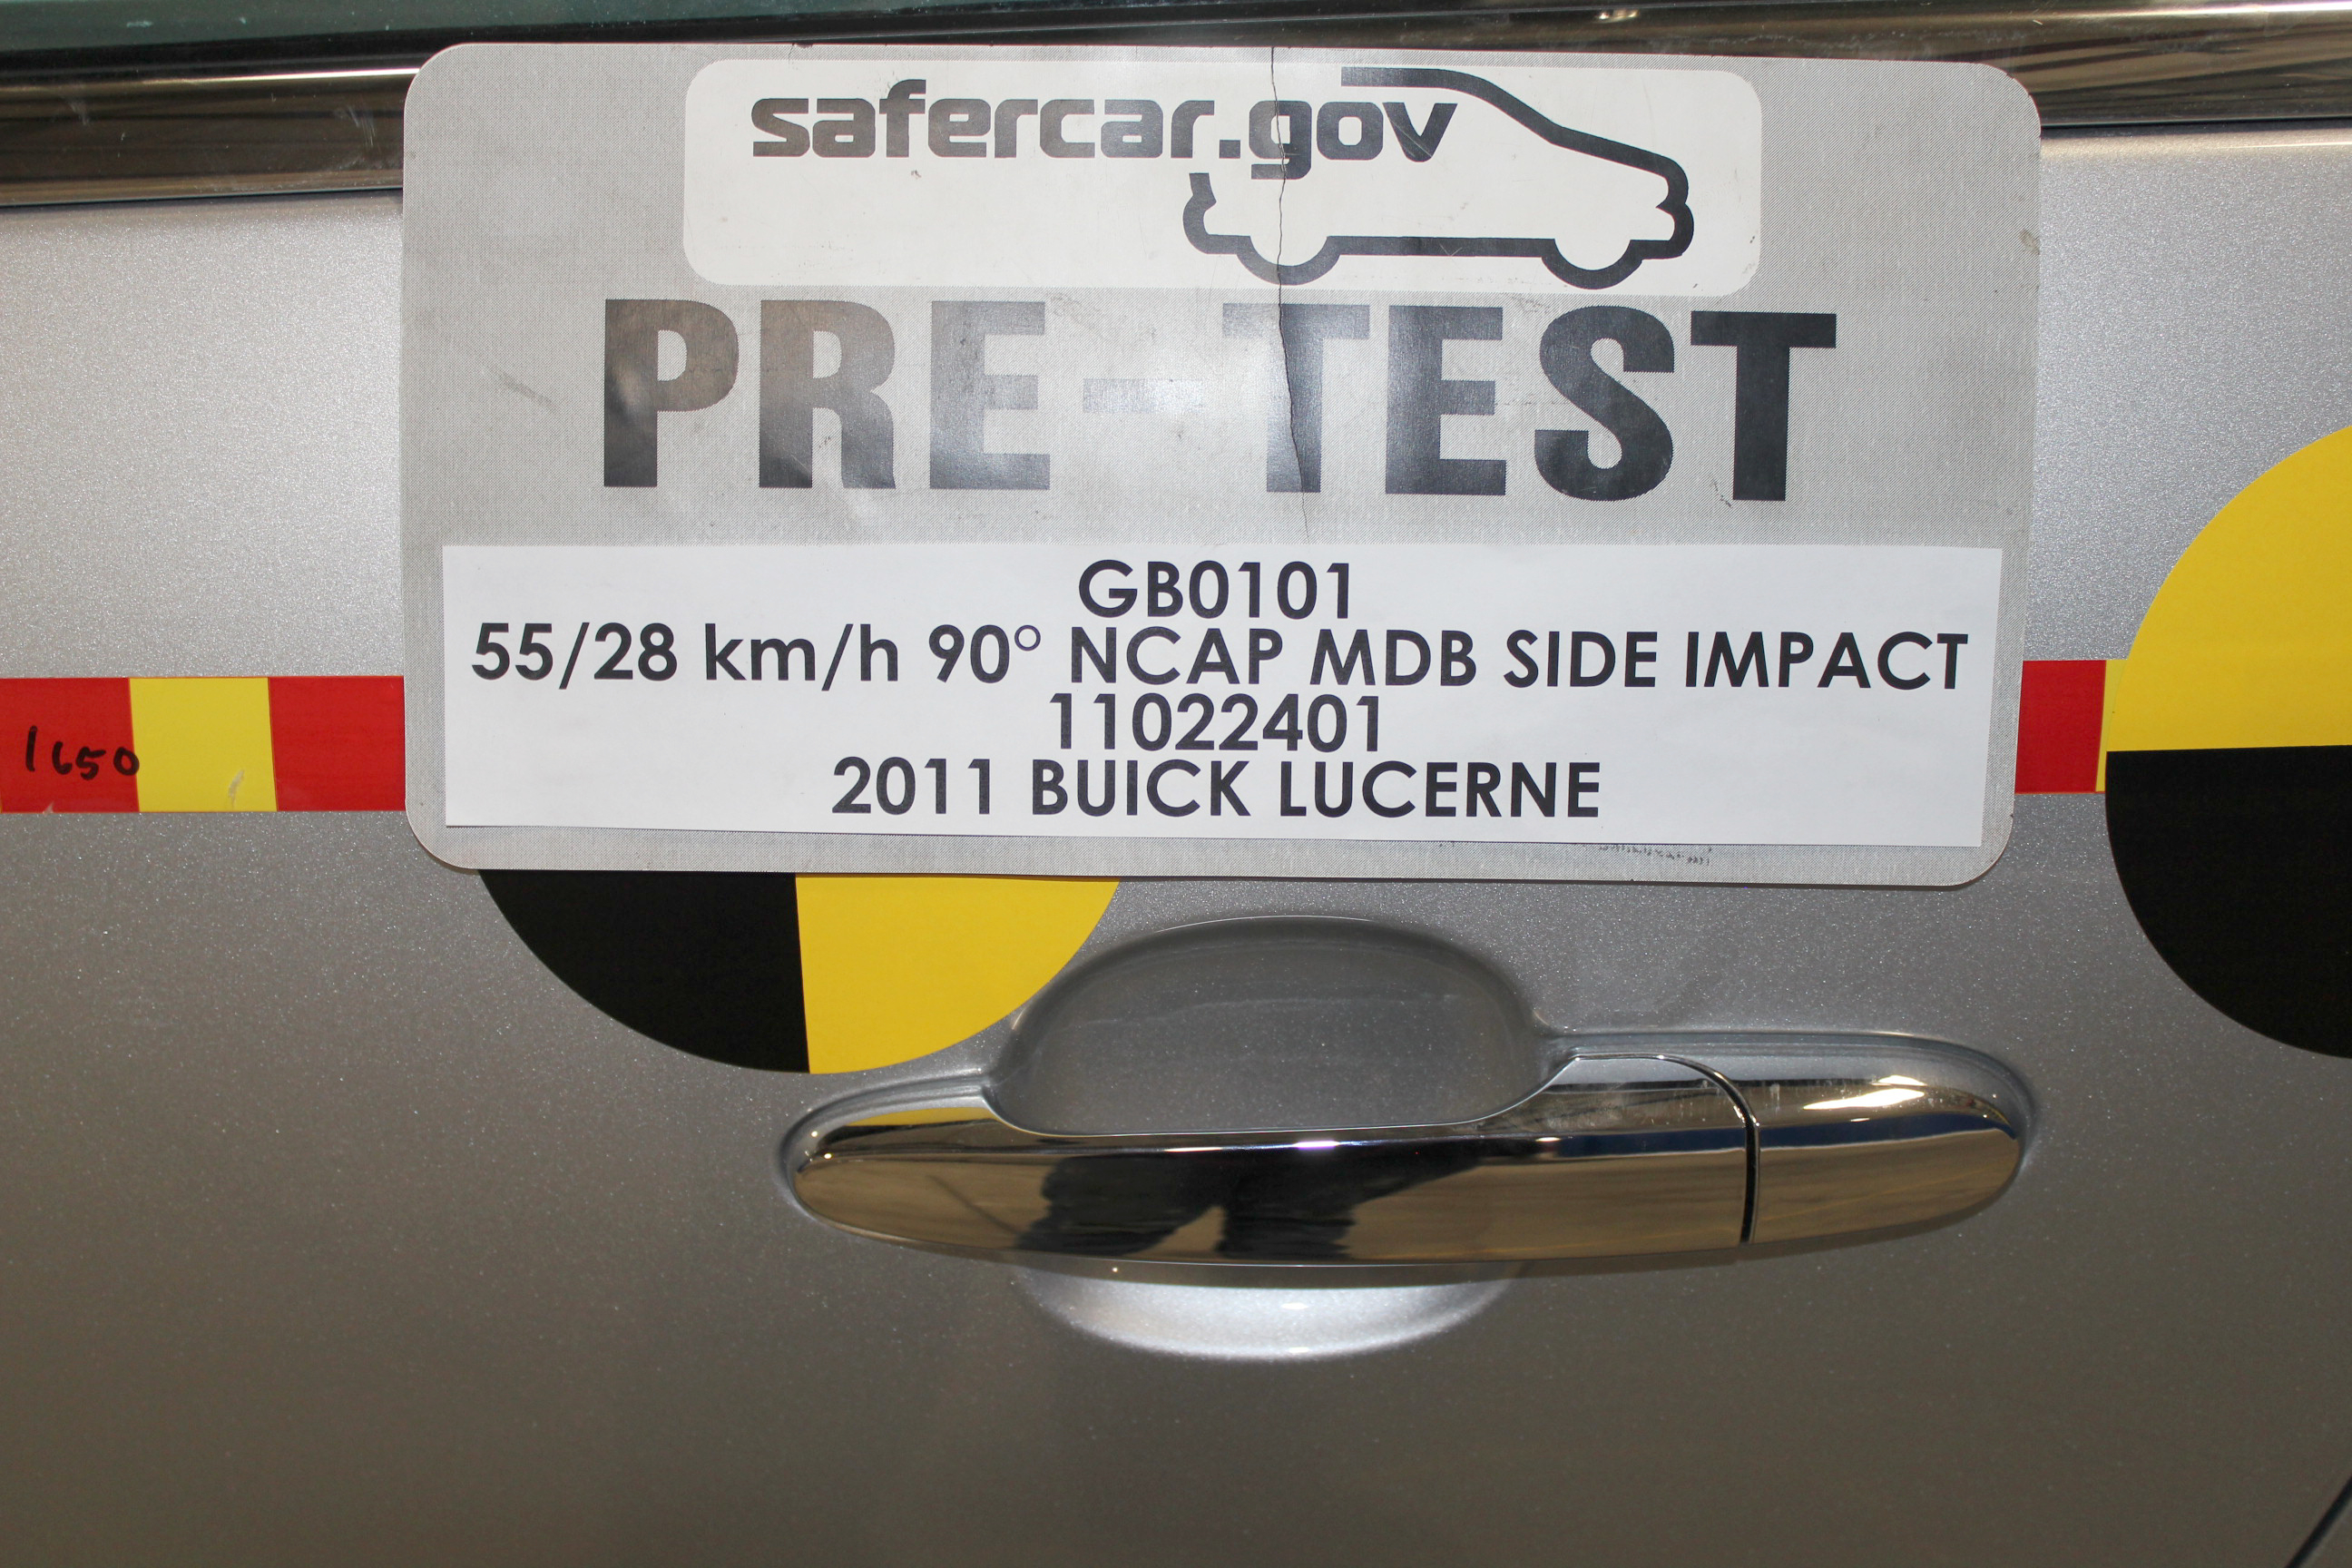 safercar.gov
PRE-TEST
GB0101
55/28 km/h 90° NCAP MDB SIDE IMPACT
11022401
2011 BUICK LUCERNE
1650